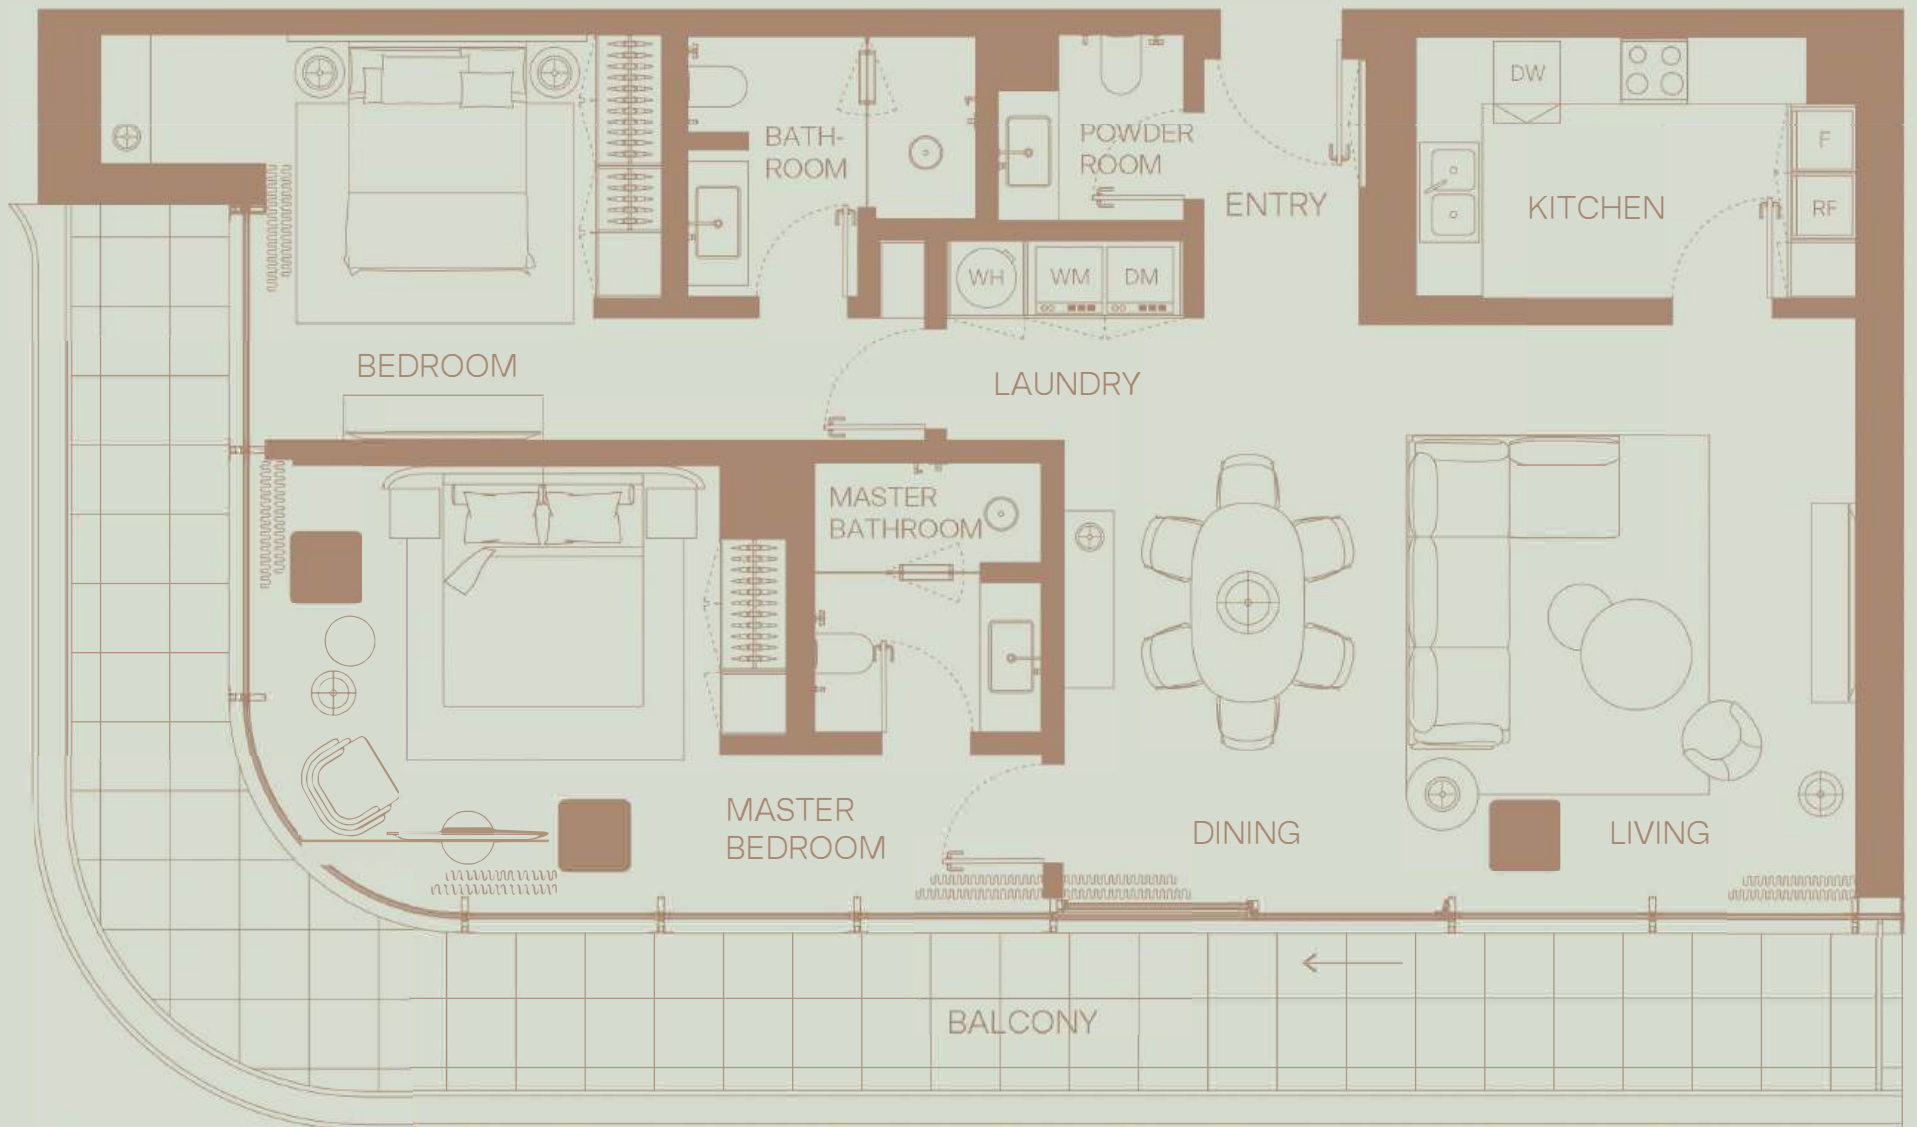 DW
BATH-
ROOM
POWDER
ROOM
F
ENTRY
KITCHEN
RF
WH
WM
DM
BEDROOM
LAUNDRY
MASTER
BATHROOM
MASTER
BEDROOM
DINING
LIVING
BALCONY